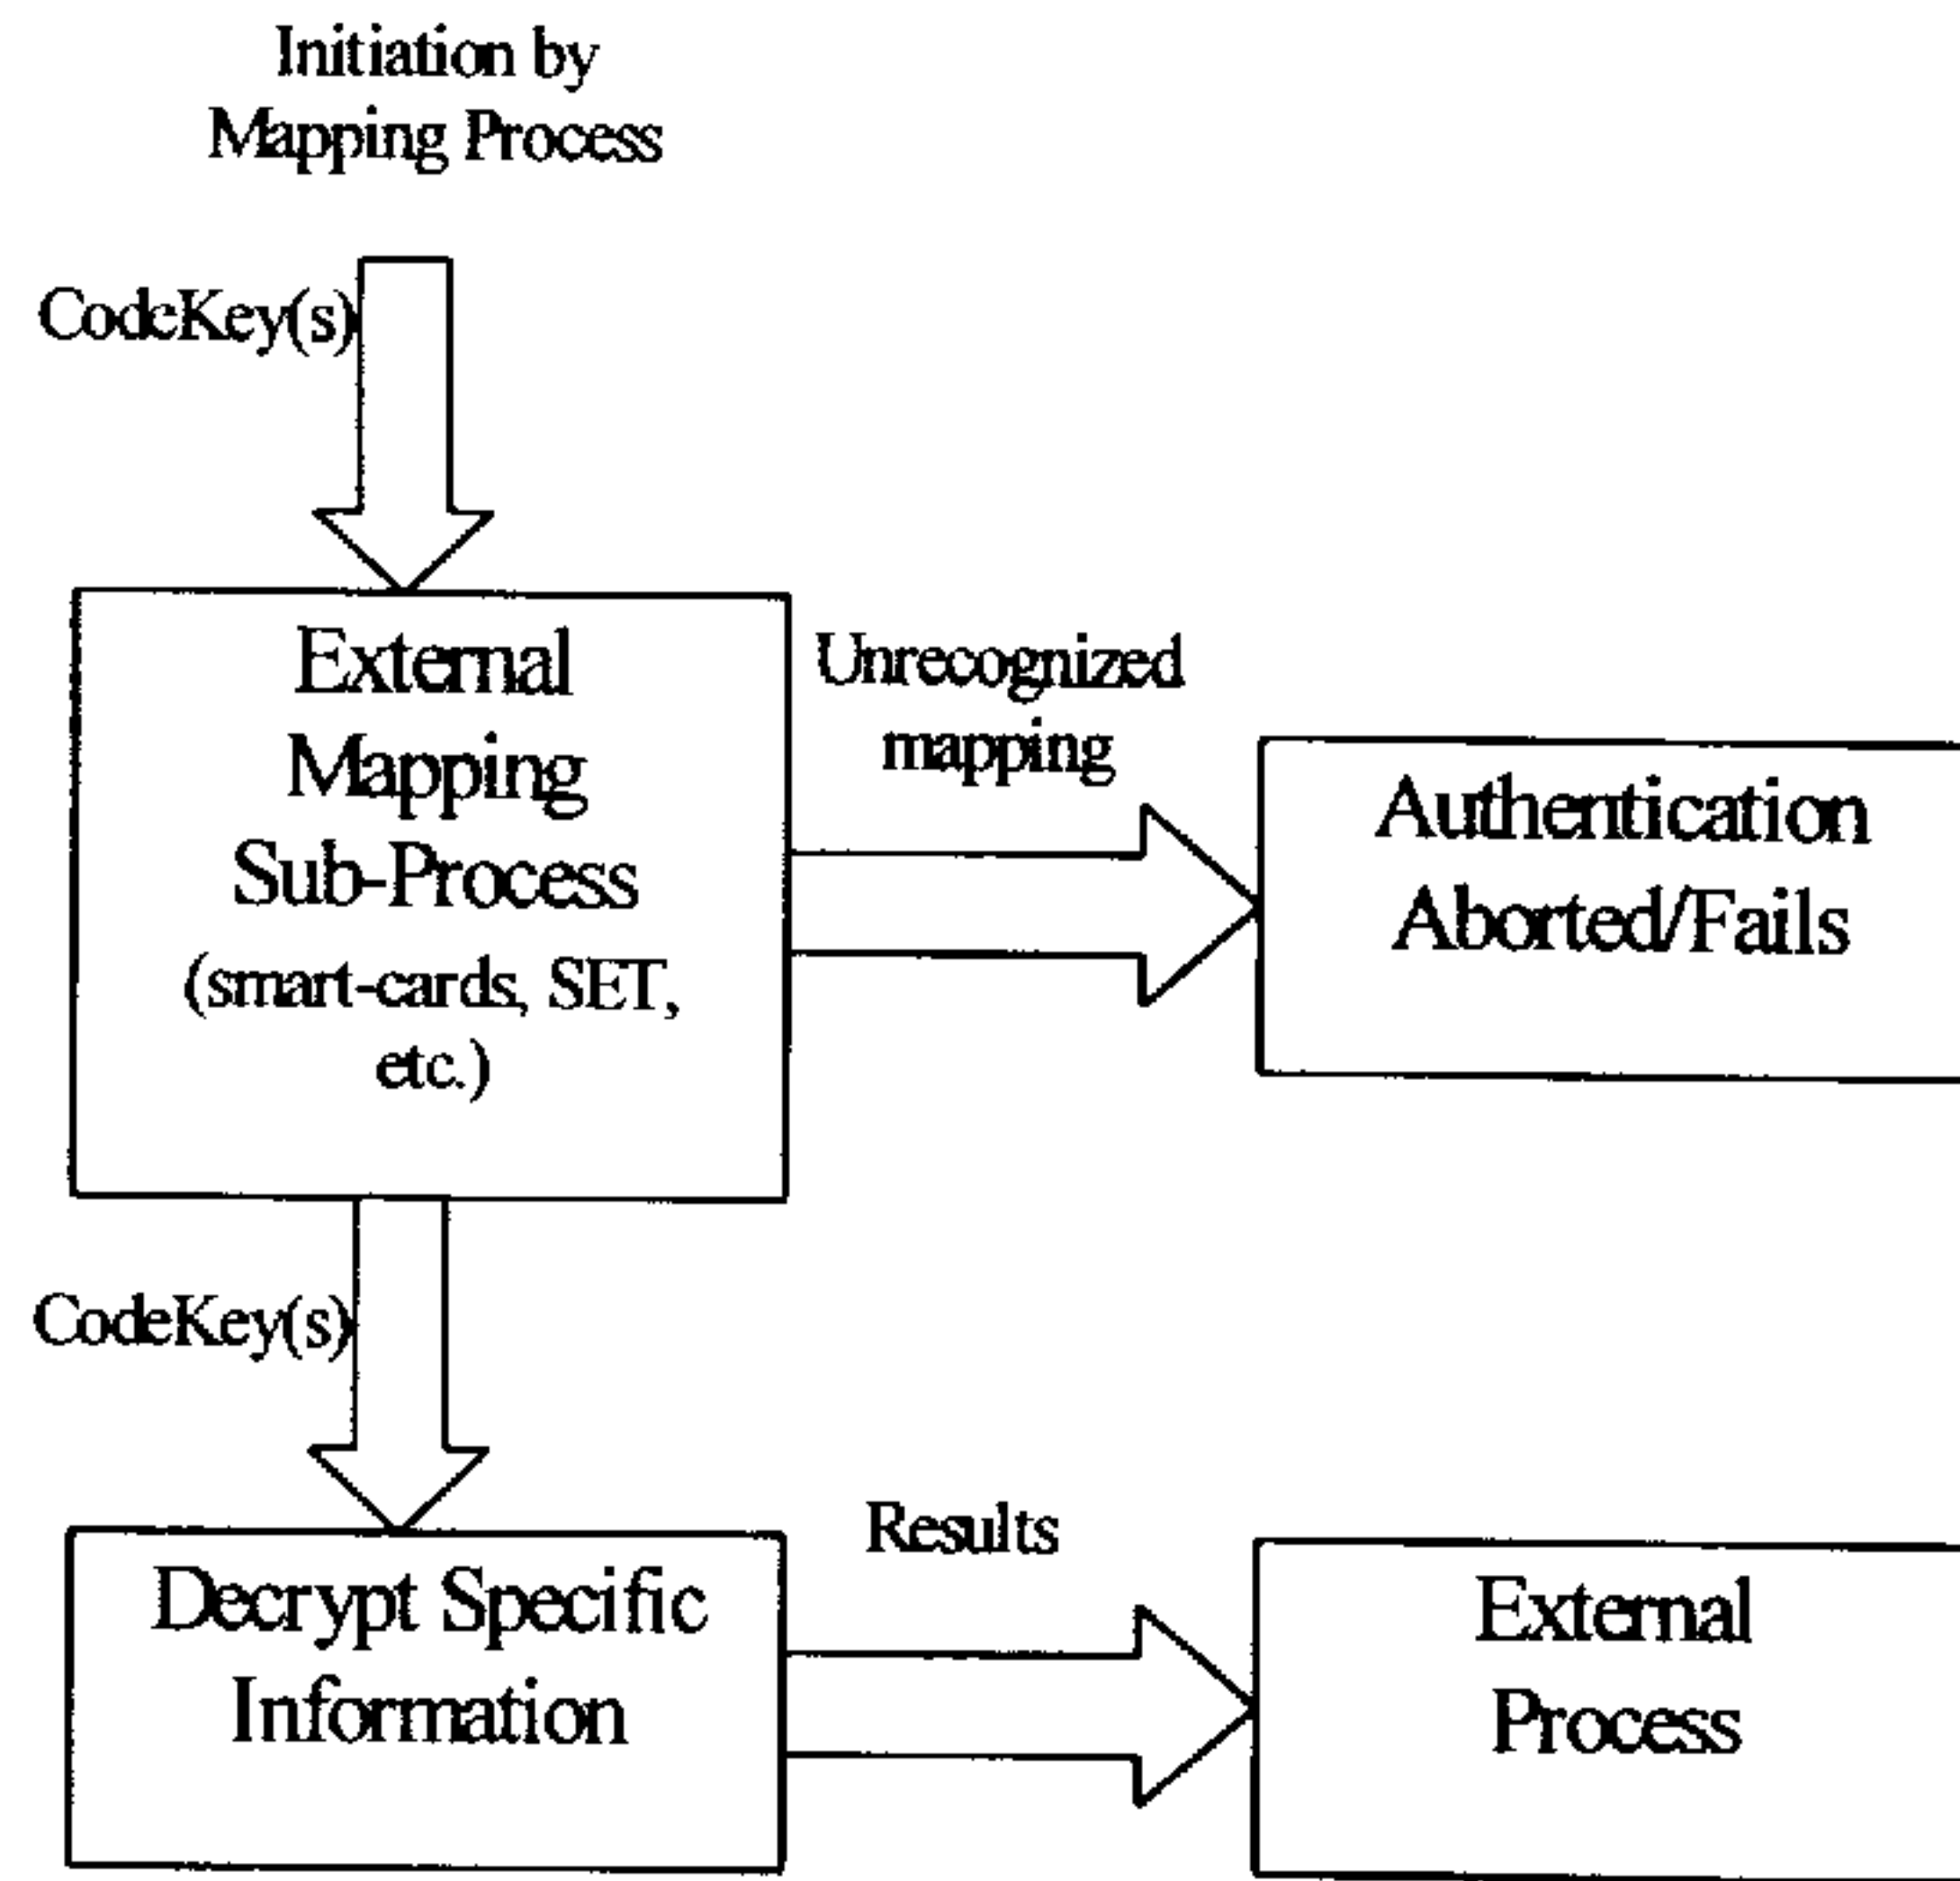 Initiation by
Mapping Process
CodeKey(s)
External
Mapping
Sub-Process
(smart-cards, SET,
etc.)
Unrecognized
mapping
Authentication
Aborted/Fails
CodeKey(s)
Decrypt Specific
Information
Results
External
Process